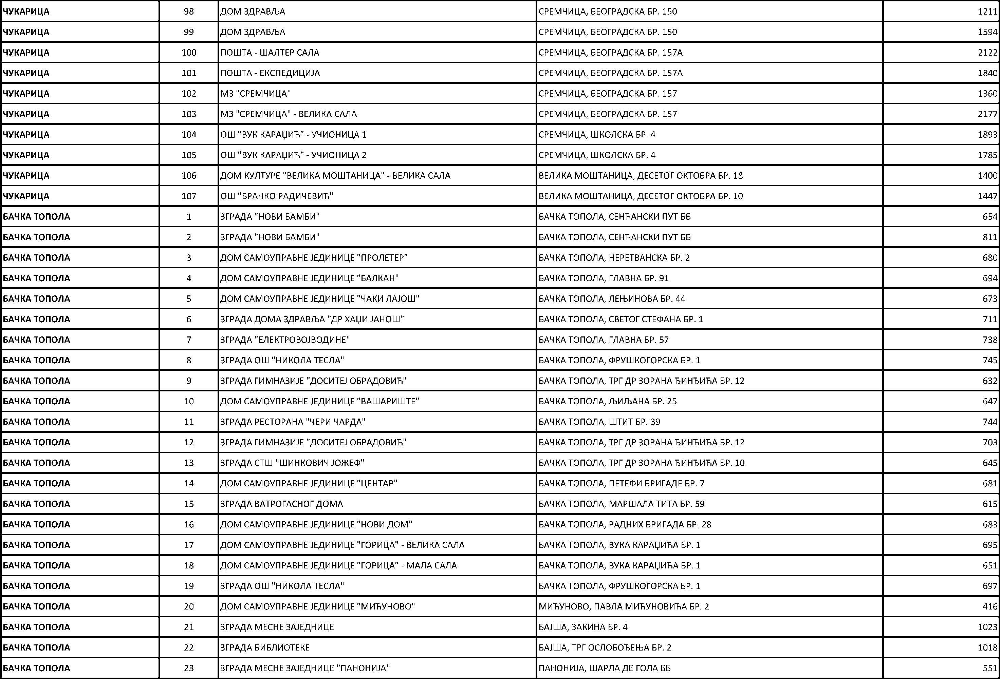 ЧУКАРИЦА 98 ДОМ ЗДРАВЉА СРЕМЧИЦА, БЕОГРАДСКА БР. 150 1211
ЧУКАРИЦА 99 ДОМ ЗДРАВЉА СРЕМЧИЦА, БЕОГРАДСКА БР. 150 1594
ЧУКАРИЦА 100 ПОШТА - ШАЛТЕР САЛА СРЕМЧИЦА, БЕОГРАДСКА БР. 157А 2122
ЧУКАРИЦА 101 ПОШТА - ЕКСПЕДИЦИЈА СРЕМЧИЦА, БЕОГРАДСКА БР. 157А 1840
ЧУКАРИЦА 102 МЗ "СРЕМЧИЦА" СРЕМЧИЦА, БЕОГРАДСКА БР. 157 1360
ЧУКАРИЦА 103 МЗ "СРЕМЧИЦА" - ВЕЛИКА САЛА СРЕМЧИЦА, БЕОГРАДСКА БР. 157 2177
ЧУКАРИЦА 104 ОШ "ВУК КАРАЏИЋ" - УЧИОНИЦА 1 СРЕМЧИЦА, ШКОЛСКА БР. 4 1893
ЧУКАРИЦА 105 ОШ "ВУК КАРАЏИЋ" - УЧИОНИЦА 2 СРЕМЧИЦА, ШКОЛСКА БР. 4 1785
ЧУКАРИЦА 106 ДОМ КУЛТУРЕ "ВЕЛИКА МОШТАНИЦА" - ВЕЛИКА САЛА ВЕЛИКА МОШТАНИЦА, ДЕСЕТОГ ОКТОБРА БР. 18 1400
ЧУКАРИЦА 107 ОШ "БРАНКО РАДИЧЕВИЋ" ВЕЛИКА МОШТАНИЦА, ДЕСЕТОГ ОКТОБРА БР. 10 1447
БАЧКА ТОПОЛА 1 ЗГРАДА "НОВИ БАМБИ" БАЧКА ТОПОЛА, СЕНЋАНСКИ ПУТ ББ 654
БАЧКА ТОПОЛА 2 ЗГРАДА "НОВИ БАМБИ" БАЧКА ТОПОЛА, СЕНЋАНСКИ ПУТ ББ 811
БАЧКА ТОПОЛА 3 ДОМ САМОУПРАВНЕ ЈЕДИНИЦЕ "ПРОЛЕТЕР" БАЧКА ТОПОЛА, НЕРЕТВАНСКА БР. 2 680
БАЧКА ТОПОЛА 4 ДОМ САМОУПРАВНЕ ЈЕДИНИЦЕ "БАЛКАН" БАЧКА ТОПОЛА, ГЛАВНА БР. 91 694
БАЧКА ТОПОЛА 5 ДОМ САМОУПРАВНЕ ЈЕДИНИЦЕ "ЧАКИ ЛАЈОШ" БАЧКА ТОПОЛА, ЛЕЊИНОВА БР. 44 673
БАЧКА ТОПОЛА 6 ЗГРАДА ДОМА ЗДРАВЉА "ДР ХАЏИ ЈАНОШ" БАЧКА ТОПОЛА, СВЕТОГ СТЕФАНА БР. 1 711
БАЧКА ТОПОЛА 7 ЗГРАДА "ЕЛЕКТРОВОЈВОДИНЕ" БАЧКА ТОПОЛА, ГЛАВНА БР. 57 738
БАЧКА ТОПОЛА 8 ЗГРАДА ОШ "НИКОЛА ТЕСЛА" БАЧКА ТОПОЛА, ФРУШКОГОРСКА БР. 1 745
БАЧКА ТОПОЛА 9 ЗГРАДА ГИМНАЗИЈЕ "ДОСИТЕЈ ОБРАДОВИЋ" БАЧКА ТОПОЛА, ТРГ ДР ЗОРАНА ЂИНЂИЋА БР. 12 632
БАЧКА ТОПОЛА 10 ДОМ САМОУПРАВНЕ ЈЕДИНИЦЕ "ВАШАРИШТЕ" БАЧКА ТОПОЛА, ЉИЉАНА БР. 25 647
БАЧКА ТОПОЛА 11 ЗГРАДА РЕСТОРАНА "ЧЕРИ ЧАРДА" БАЧКА ТОПОЛА, ШТИТ БР. 39 744
БАЧКА ТОПОЛА 12 ЗГРАДА ГИМНАЗИЈЕ "ДОСИТЕЈ ОБРАДОВИЋ" БАЧКА ТОПОЛА, ТРГ ДР ЗОРАНА ЂИНЂИЋА БР. 12 703
БАЧКА ТОПОЛА 13 ЗГРАДА СТШ "ШИНКОВИЧ ЈОЖЕФ" БАЧКА ТОПОЛА, ТРГ ДР ЗОРАНА ЂИНЂИЋА БР. 10 645
БАЧКА ТОПОЛА 14 ДОМ САМОУПРАВНЕ ЈЕДИНИЦЕ "ЦЕНТАР" БАЧКА ТОПОЛА, ПЕТЕФИ БРИГАДЕ БР. 7 681
БАЧКА ТОПОЛА 15 ЗГРАДА ВАТРОГАСНОГ ДОМА БАЧКА ТОПОЛА, МАРШАЛА ТИТА БР. 59 615
БАЧКА ТОПОЛА 16 ДОМ САМОУПРАВНЕ ЈЕДИНИЦЕ "НОВИ ДОМ" БАЧКА ТОПОЛА, РАДНИХ БРИГАДА БР. 28 683
БАЧКА ТОПОЛА 17 ДОМ САМОУПРАВНЕ ЈЕДИНИЦЕ "ГОРИЦА" - ВЕЛИКА САЛА БАЧКА ТОПОЛА, ВУКА КАРАЏИЋА БР. 1 695
БАЧКА ТОПОЛА 18 ДОМ САМОУПРАВНЕ ЈЕДИНИЦЕ "ГОРИЦА" - МАЛА САЛА БАЧКА ТОПОЛА, ВУКА КАРАЏИЋА БР. 1 651
БАЧКА ТОПОЛА 19 ЗГРАДА ОШ "НИКОЛА ТЕСЛА" БАЧКА ТОПОЛА, ФРУШКОГОРСКА БР. 1 697
БАЧКА ТОПОЛА 20 ДОМ САМОУПРАВНЕ ЈЕДИНИЦЕ "МИЋУНОВО" МИЋУНОВО, ПАВЛА МИЋУНОВИЋА БР. 2 416
БАЧКА ТОПОЛА 21 ЗГРАДА МЕСНЕ ЗАЈЕДНИЦЕ БАЈША, ЗАКИНА БР. 4 1023
БАЧКА ТОПОЛА 22 ЗГРАДА БИБЛИОТЕКЕ БАЈША, ТРГ ОСЛОБОЂЕЊА БР. 2 1018
БАЧКА ТОПОЛА 23 ЗГРАДА МЕСНЕ ЗАЈЕДНИЦЕ "ПАНОНИЈА" ПАНОНИЈА, ШАРЛА ДЕ ГОЛА ББ 551